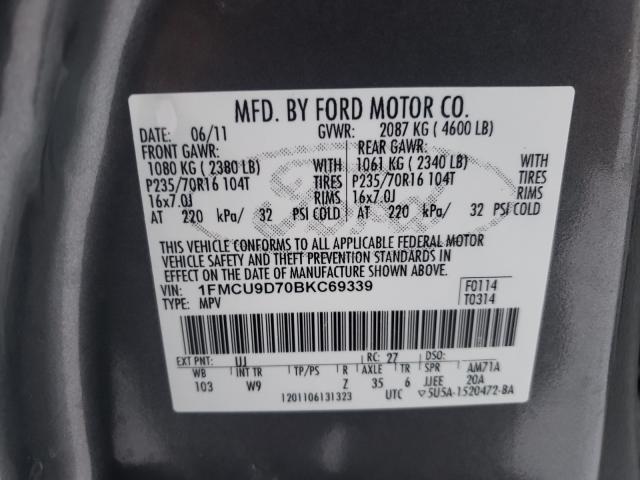 MFD. BY FORD MOTOR CO.
DATE: 06/11 GVWR: 2087 KG ( 4600 LB)
FRONT GAWR: REAR GAWR:
1080 KG ( 2380 LB) WITH 1061 KG ( 2340 LB) WITH
P235/70R16 104T TIRES P235/70R16 104T TIRES
16x7.0J RIMS 16x7.0J RIMS
AT 220 kPa/ 32 PSI COLD AT 220 kPa/ 32 PSI COLD
THIS VEHICLE CONFORMS TO ALL APPLICABLE FEDERAL MOTOR
VEHICLE SAFETY AND THEFT PREVENTION STANDARDS IN
EFFECT ON THE DATE OF MANUFACTURE SHOWN ABOVE.
VIN: 1FMCU9D70BKC69339 F0114
TYPE: MPV T0314
EXT PNT: UJ RC: 27 DSO:
WB INT TR TP/PS R AXLE TR SPR AM71A
103 W9 Z 35 6 JJEE 20A
1201106131323 UTC 5U5A-1520472-BA
Ford